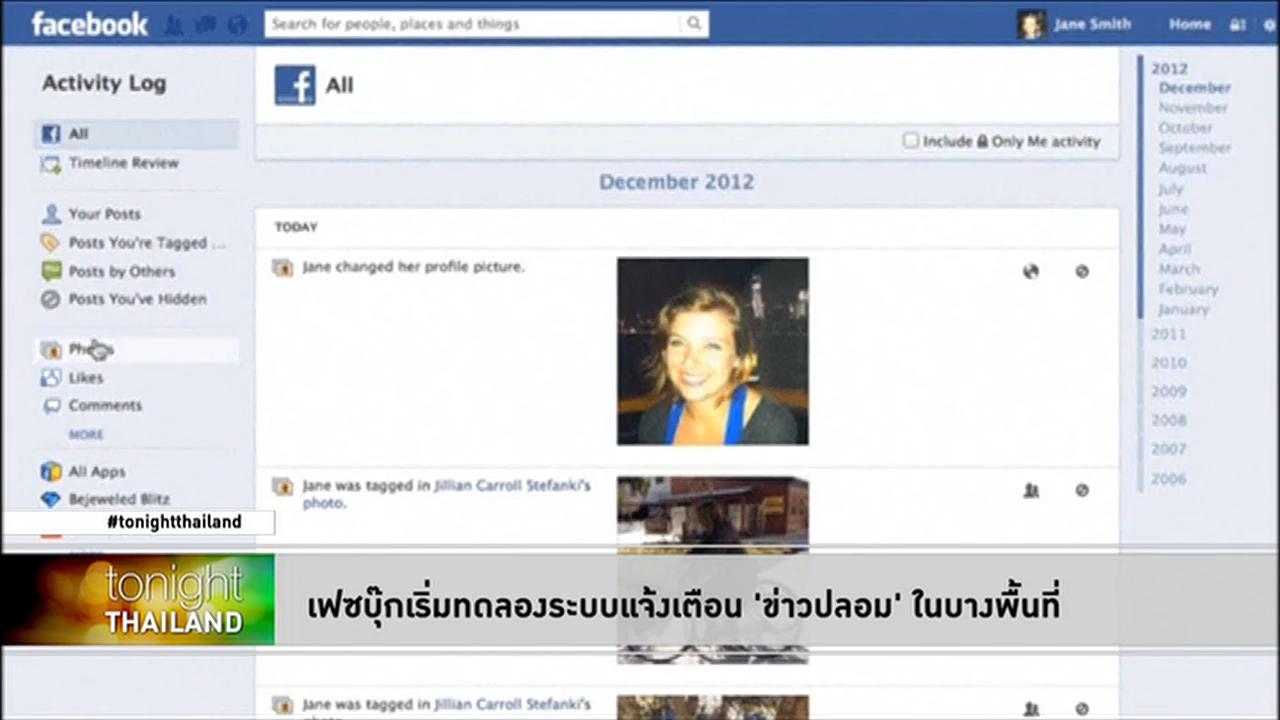 facebook
Search for people, places and things
Jane Smith
Home
Activity Log
All
Timeline Review
Your Posts
Posts You're Tagged ...
Posts by Others
Posts You've Hidden
Likes
Comments
MORE
All Apps
Bejeweled Blitz
All
Include Only Me activity
December 2012
TODAY
Jane changed her profile picture.
Jane was tagged in Jillian Carroll Stefanki's
photo.
Jane was tagged in Jillian Carroll Stefanki's
2012
December
November
October
September
August
July
June
May
April
March
February
January
2011
2010
2009
2008
2007
2006
#tonightthailand
tonight
THAILAND
เฟซบุ๊กเริ่มทดลองระบบแจ้งเตือน 'ข่าวปลอม' ในบางพื้นที่